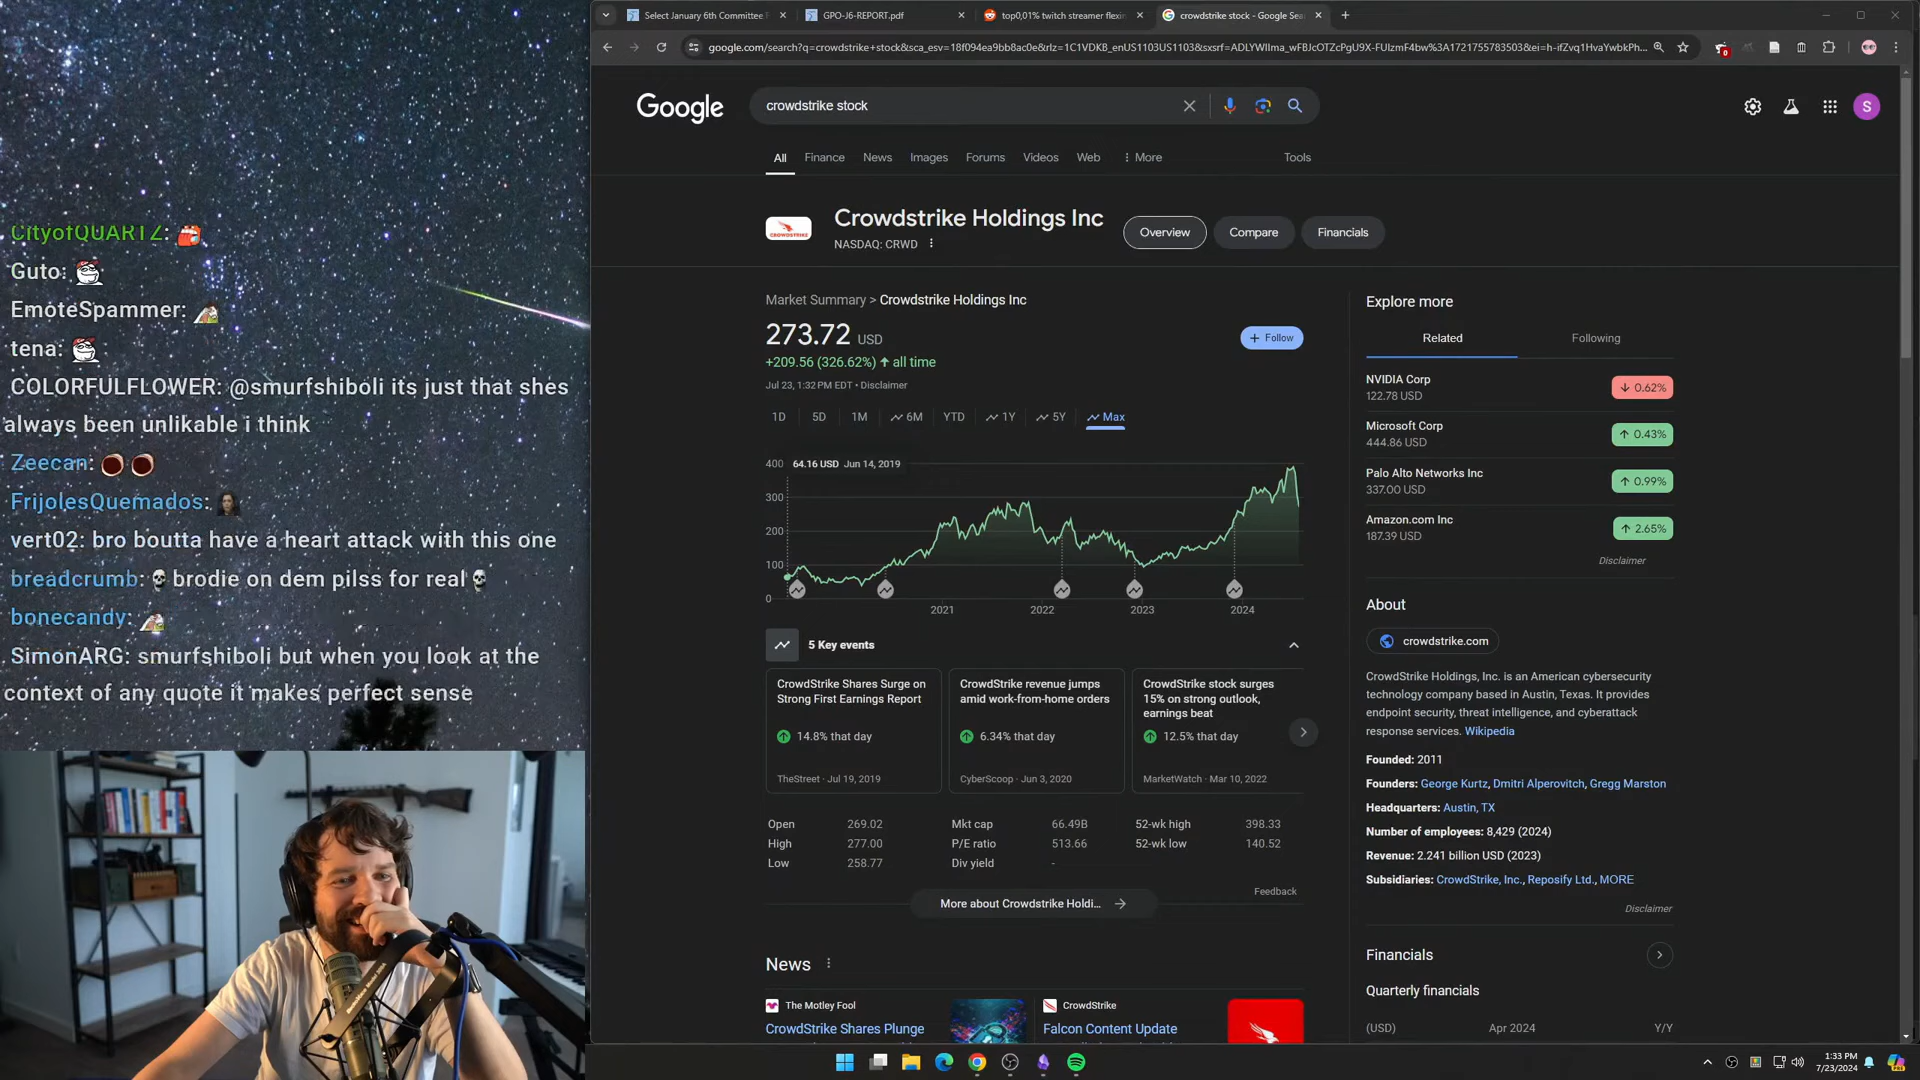 Select January 6th Committee
GPO-J6-REPORT.pdf
top0,01% twitch streamer flexin
crowdstrike stock - Google Sea
google.com/search?q=crowdstrike+stock&sca_esv=18f094ea9bb8ac0e&rlz=1C1VDKB_enUS1103US1103&sxsrf=
Google
crowdstrike stock
S
All
Finance
News
Images
Forums
Videos
Web
More
Tools
CROWDSTRIKE
Crowdstrike Holdings Inc
NASDAQ: CRWD
Overview
Compare
Financials
Market Summary > Crowdstrike Holdings Inc
273.72 USD
+ Follow
+209.56 (326.62%) ↑ all time
Jul 23, 1:32 PM EDT • Disclaimer
1D
5D
1M
6M
YTD
1Y
5Y
Max
64.16 USD Jun 14, 2019
400
300
200
100
0
2021
2022
2023
2024
5 Key events
CrowdStrike Shares Surge on
Strong First Earnings Report
14.8% that day
TheStreet · Jul 19, 2019
CrowdStrike revenue jumps
amid work-from-home orders
6.34% that day
CyberScoop · Jun 3, 2020
CrowdStrike stock surges
15% on strong outlook,
earnings beat
12.5% that day
MarketWatch · Mar 10, 2022
Open 269.02
High 277.00
Low 258.77
Mkt cap 66.49B
P/E ratio 513.66
Div yield -
52-wk high 398.33
52-wk low 140.52
Feedback
More about Crowdstrike Holdi... →
News
The Motley Fool
CrowdStrike Shares Plunge
CrowdStrike
Falcon Content Update
Explore more
Related
Following
NVIDIA Corp
122.78 USD
↓ 0.62%
Microsoft Corp
444.86 USD
↑ 0.43%
Palo Alto Networks Inc
337.00 USD
↑ 0.99%
Amazon.com Inc
187.39 USD
↑ 2.65%
Disclaimer
About
crowdstrike.com
CrowdStrike Holdings, Inc. is an American cybersecurity
technology company based in Austin, Texas. It provides
endpoint security, threat intelligence, and cyberattack
response services. Wikipedia
Founded: 2011
Founders: George Kurtz, Dmitri Alperovitch, Gregg Marston
Headquarters: Austin, TX
Number of employees: 8,429 (2024)
Revenue: 2.241 billion USD (2023)
Subsidiaries: CrowdStrike, Inc., Reposify Ltd., MORE
Disclaimer
Financials
Quarterly financials
(USD)
Apr 2024
Y/Y
CityofQUARTZ:
Guto:
EmoteSpammer:
tena:
COLORFULFLOWER: @smurfshiboli its just that shes
always been unlikable i think
Zeecan:
FrijolesQuemados:
vert02: bro boutta have a heart attack with this one
breadcrumb: 💀brodie on dem pilss for real💀
bonecandy:
SimonARG: smurfshiboli but when you look at the
context of any quote it makes perfect sense
1:33 PM
7/23/2024